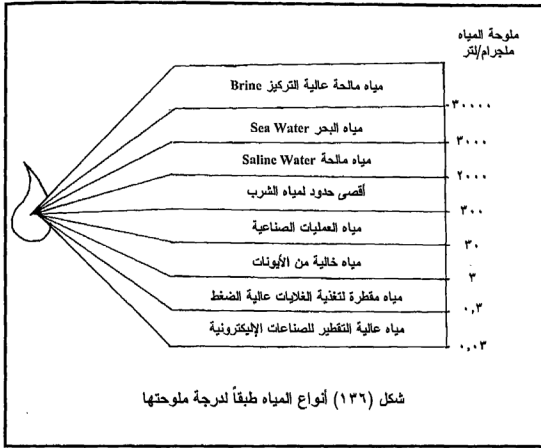 ملوحة المياه
ملجرام/لتر
مياه مالحة عالية التركيز Brine
٣٠٠٠٠
مياه البحر Sea Water
٣٠٠٠
مياه مالحة Saline Water
٢٠٠٠
أقصى حدود لمياه الشرب
٣٠٠
مياه العمليات الصناعية
٣٠
مياه خالية من الأيونات
٣
مياه مقطرة لتغذية الغلايات عالية الضغط
٠,٣
مياه عالية التقطير للصناعات الإليكترونية
٠,٠٣
شكل (١٣٦) أنواع المياه طبقاً لدرجة ملوحتها